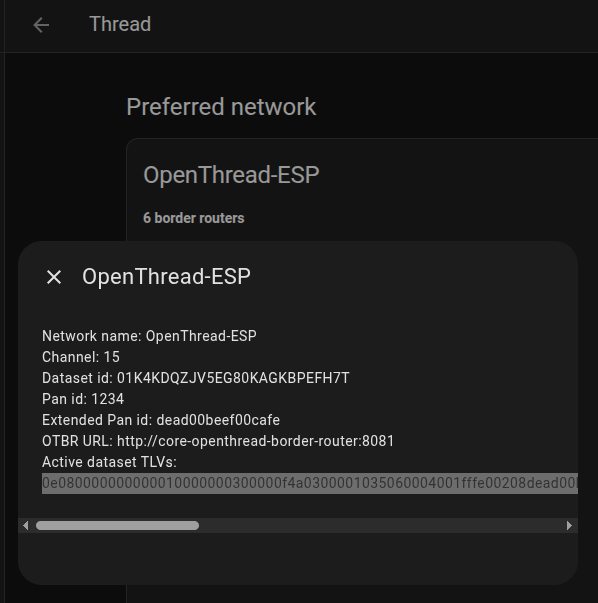 Thread
Preferred network
OpenThread-ESP
6 border routers
OpenThread-ESP
Network name: OpenThread-ESP
Channel: 15
Dataset id: 01K4KDQZJV5EG80KAGKBPEFH7T
Pan id: 1234
Extended Pan id: dead00beef00cafe
OTBR URL: http://core-openthread-border-router:8081
Active dataset TLVs:
0e080000000000010000000300000f4a0300001035060004001fffe00208dead00